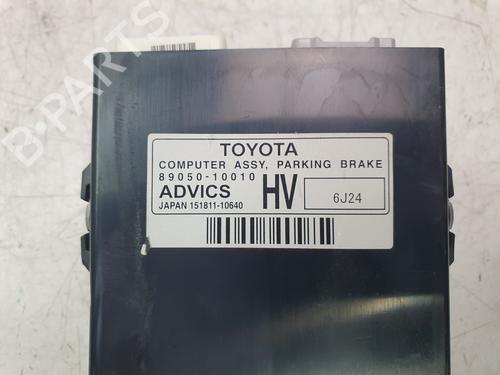 TOYOTA
COMPUTER ASSY, PARKING BRAKE
89050-10010
ADVICS HV 6J24
JAPAN 151811-10640
B-PARTS